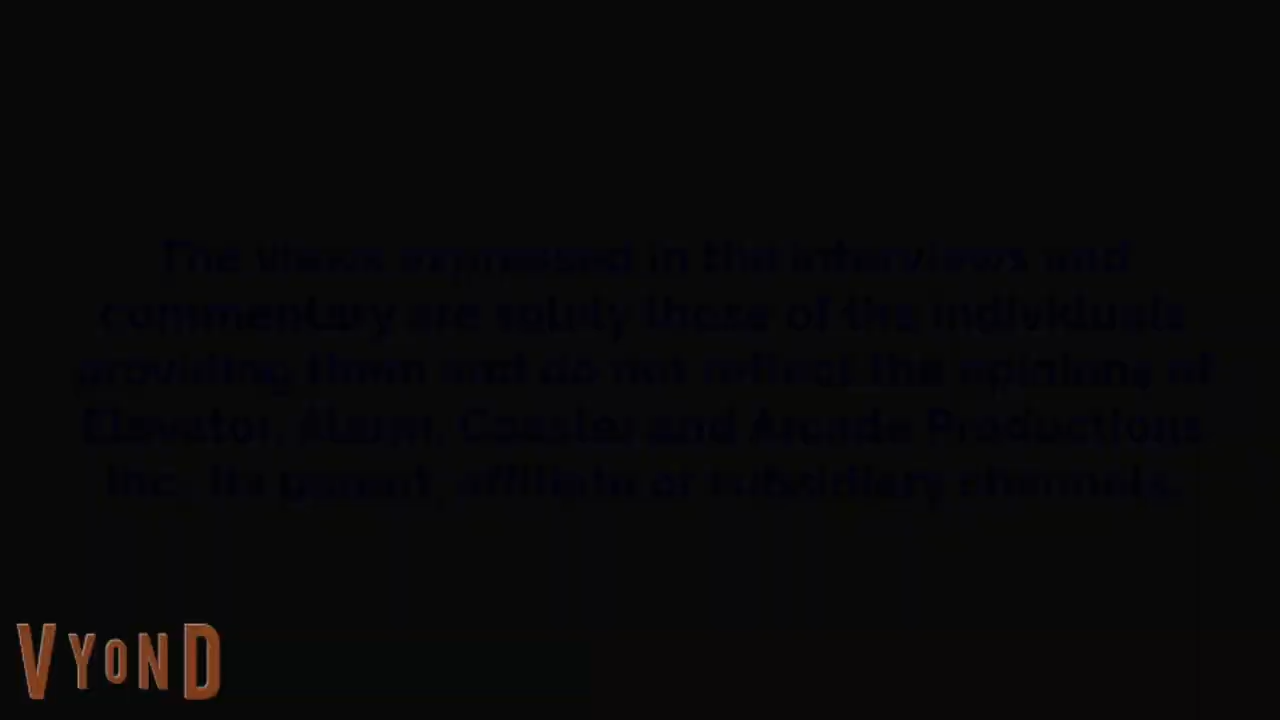 The views expressed in the interviews and
commentary are solely those of the individuals
providing them and do not reflect the opinions of
Elevator, Alarm, Coaster and Arcade Productions
Inc. its parent, affiliate or subsidiary channels.
VYOND